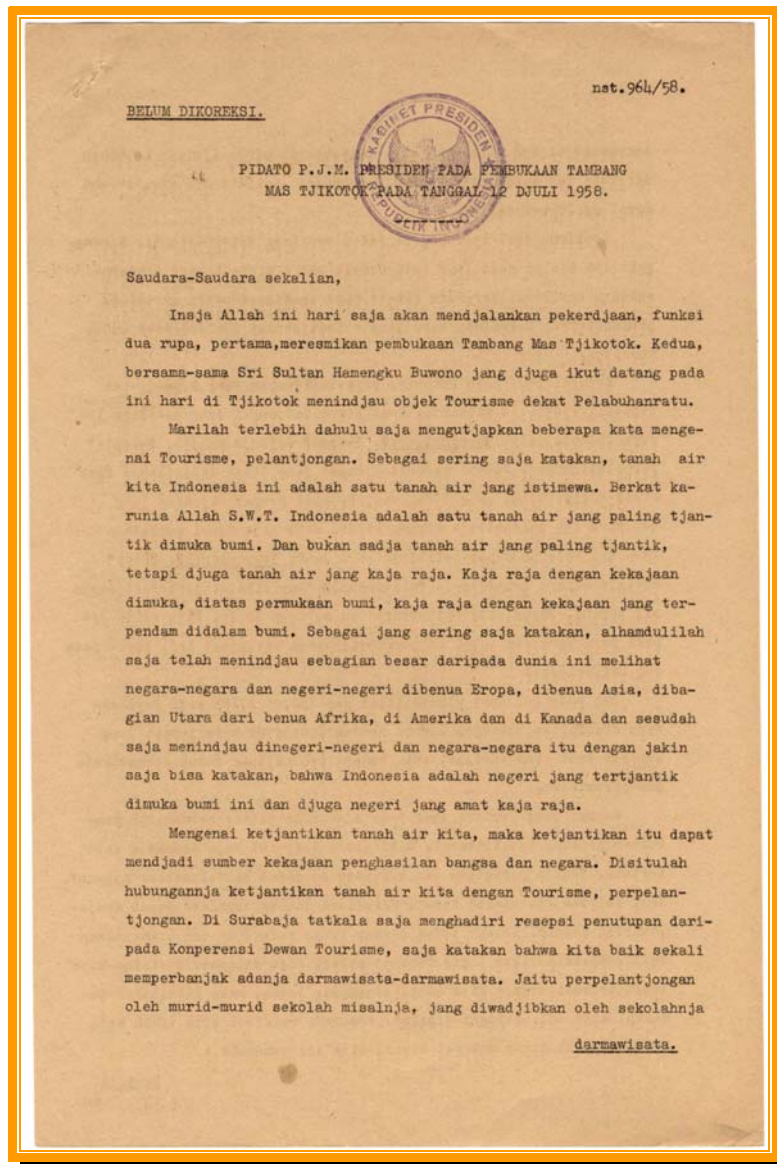 nst.964/58.
BELUM DIKOREKSI.
KABINET PRESIDEN
REPUBLIK INDONESIA
PIDATO P.J.M. PRESIDEN PADA PEMBUKAAN TAMBANG
MAS TJIKOTOK PADA TANGGAL 12 DJULI 1958.
Saudara-Saudara sekalian,
Insja Allah ini hari saja akan mendjalankan pekerdjaan, funksi
dua rupa, pertama,meresmikan pembukaan Tambang Mas Tjikotok. Kedua,
bersama-sama Sri Sultan Hamengku Buwono jang djuga ikut datang pada
ini hari di Tjikotok menindjau objek Tourisme dekat Pelabuhanratu.
Marilah terlebih dahulu saja mengutjapkan beberapa kata menge-
nai Tourisme, pelantjongan. Sebagai sering saja katakan, tanah air
kita Indonesia ini adalah satu tanah air jang istimewa. Berkat ka-
runia Allah S.W.T. Indonesia adalah satu tanah air jang paling tjan-
tik dimuka bumi. Dan bukan sadja tanah air jang paling tjantik,
tetapi djuga tanah air jang kaja raja. Kaja raja dengan kekajaan
dimuka, diatas permukaan bumi, kaja raja dengan kekajaan jang ter-
pendam didalam bumi. Sebagai jang sering saja katakan, alhamdulilah
saja telah menindjau sebagian besar daripada dunia ini melihat
negara-negara dan negeri-negeri dibenua Eropa, dibenua Asia, diba-
gian Utara dari benua Afrika, di Amerika dan di Kanada dan sesudah
saja menindjau dinegeri-negeri dan negara-negara itu dengan jakin
saja bisa katakan, bahwa Indonesia adalah negeri jang tertjantik
dimuka bumi ini dan djuga negeri jang amat kaja raja.
Mengenai ketjantikan tanah air kita, maka ketjantikan itu dapat
mendjadi sumber kekajaan penghasilan bangsa dan negara. Disitulah
hubungannja ketjantikan tanah air kita dengan Tourisme, perpelan-
tjongan. Di Surabaja tatkala saja menghadiri resepsi penutupan dari-
pada Konperensi Dewan Tourisme, saja katakan bahwa kita baik sekali
memperbanjak adanja darmawisata-darmawisata. Jaitu perpelantjongan
oleh murid-murid sekolah misalnja, jang diwadjibkan oleh sekolahnja
darmawisata.